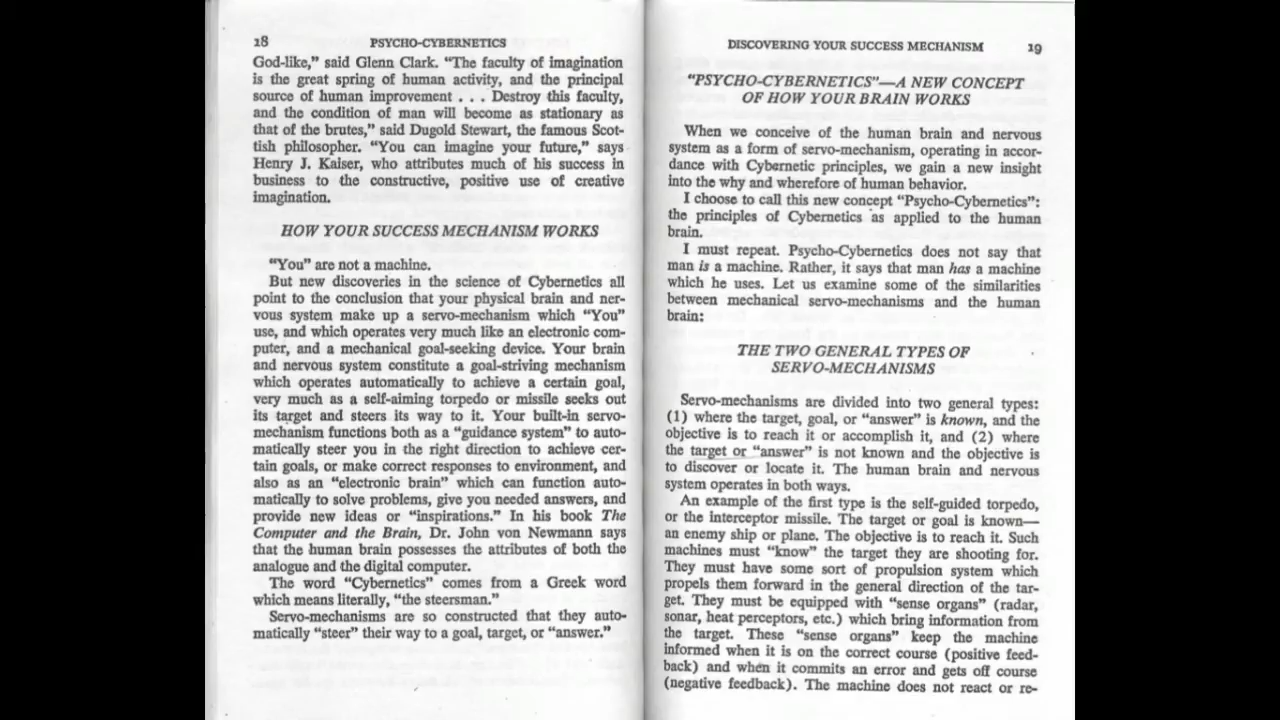 18
PSYCHO-CYBERNETICS
God-like,” said Glenn Clark. “The faculty of imagination
is the great spring of human activity, and the principal
source of human improvement . . . Destroy this faculty,
and the condition of man will become as stationary as
that of the brutes,” said Dugold Stewart, the famous Scot-
tish philosopher. “You can imagine your future,” says
Henry J. Kaiser, who attributes much of his success in
business to the constructive, positive use of creative
imagination.
HOW YOUR SUCCESS MECHANISM WORKS
“You” are not a machine.
But new discoveries in the science of Cybernetics all
point to the conclusion that your physical brain and ner-
vous system make up a servo-mechanism which “You”
use, and which operates very much like an electronic com-
puter, and a mechanical goal-seeking device. Your brain
and nervous system constitute a goal-striving mechanism
which operates automatically to achieve a certain goal,
very much as a self-aiming torpedo or missile seeks out
its target and steers its way to it. Your built-in servo-
mechanism functions both as a “guidance system” to auto-
matically steer you in the right direction to achieve cer-
tain goals, or make correct responses to environment, and
also as an “electronic brain” which can function auto-
matically to solve problems, give you needed answers, and
provide new ideas or “inspirations.” In his book The
Computer and the Brain, Dr. John von Newmann says
that the human brain possesses the attributes of both the
analogue and the digital computer.
The word “Cybernetics” comes from a Greek word
which means literally, “the steersman.”
Servo-mechanisms are so constructed that they auto-
matically “steer” their way to a goal, target, or “answer.”
DISCOVERING YOUR SUCCESS MECHANISM
19
“PSYCHO-CYBERNETICS”—A NEW CONCEPT
OF HOW YOUR BRAIN WORKS
When we conceive of the human brain and nervous
system as a form of servo-mechanism, operating in accor-
dance with Cybernetic principles, we gain a new insight
into the why and wherefore of human behavior.
I choose to call this new concept “Psycho-Cybernetics”:
the principles of Cybernetics as applied to the human
brain.
I must repeat. Psycho-Cybernetics does not say that
man is a machine. Rather, it says that man has a machine
which he uses. Let us examine some of the similarities
between mechanical servo-mechanisms and the human
brain:
THE TWO GENERAL TYPES OF
SERVO-MECHANISMS
Servo-mechanisms are divided into two general types:
(1) where the target, goal, or “answer” is known, and the
objective is to reach it or accomplish it, and (2) where
the target or “answer” is not known and the objective is
to discover or locate it. The human brain and nervous
system operates in both ways.
An example of the first type is the self-guided torpedo,
or the interceptor missile. The target or goal is known—
an enemy ship or plane. The objective is to reach it. Such
machines must “know” the target they are shooting for.
They must have some sort of propulsion system which
propels them forward in the general direction of the tar-
get. They must be equipped with “sense organs” (radar,
sonar, heat perceptors, etc.) which bring information from
the target. These “sense organs” keep the machine
informed when it is on the correct course (positive feed-
back) and when it commits an error and gets off course
(negative feedback). The machine does not react or re-